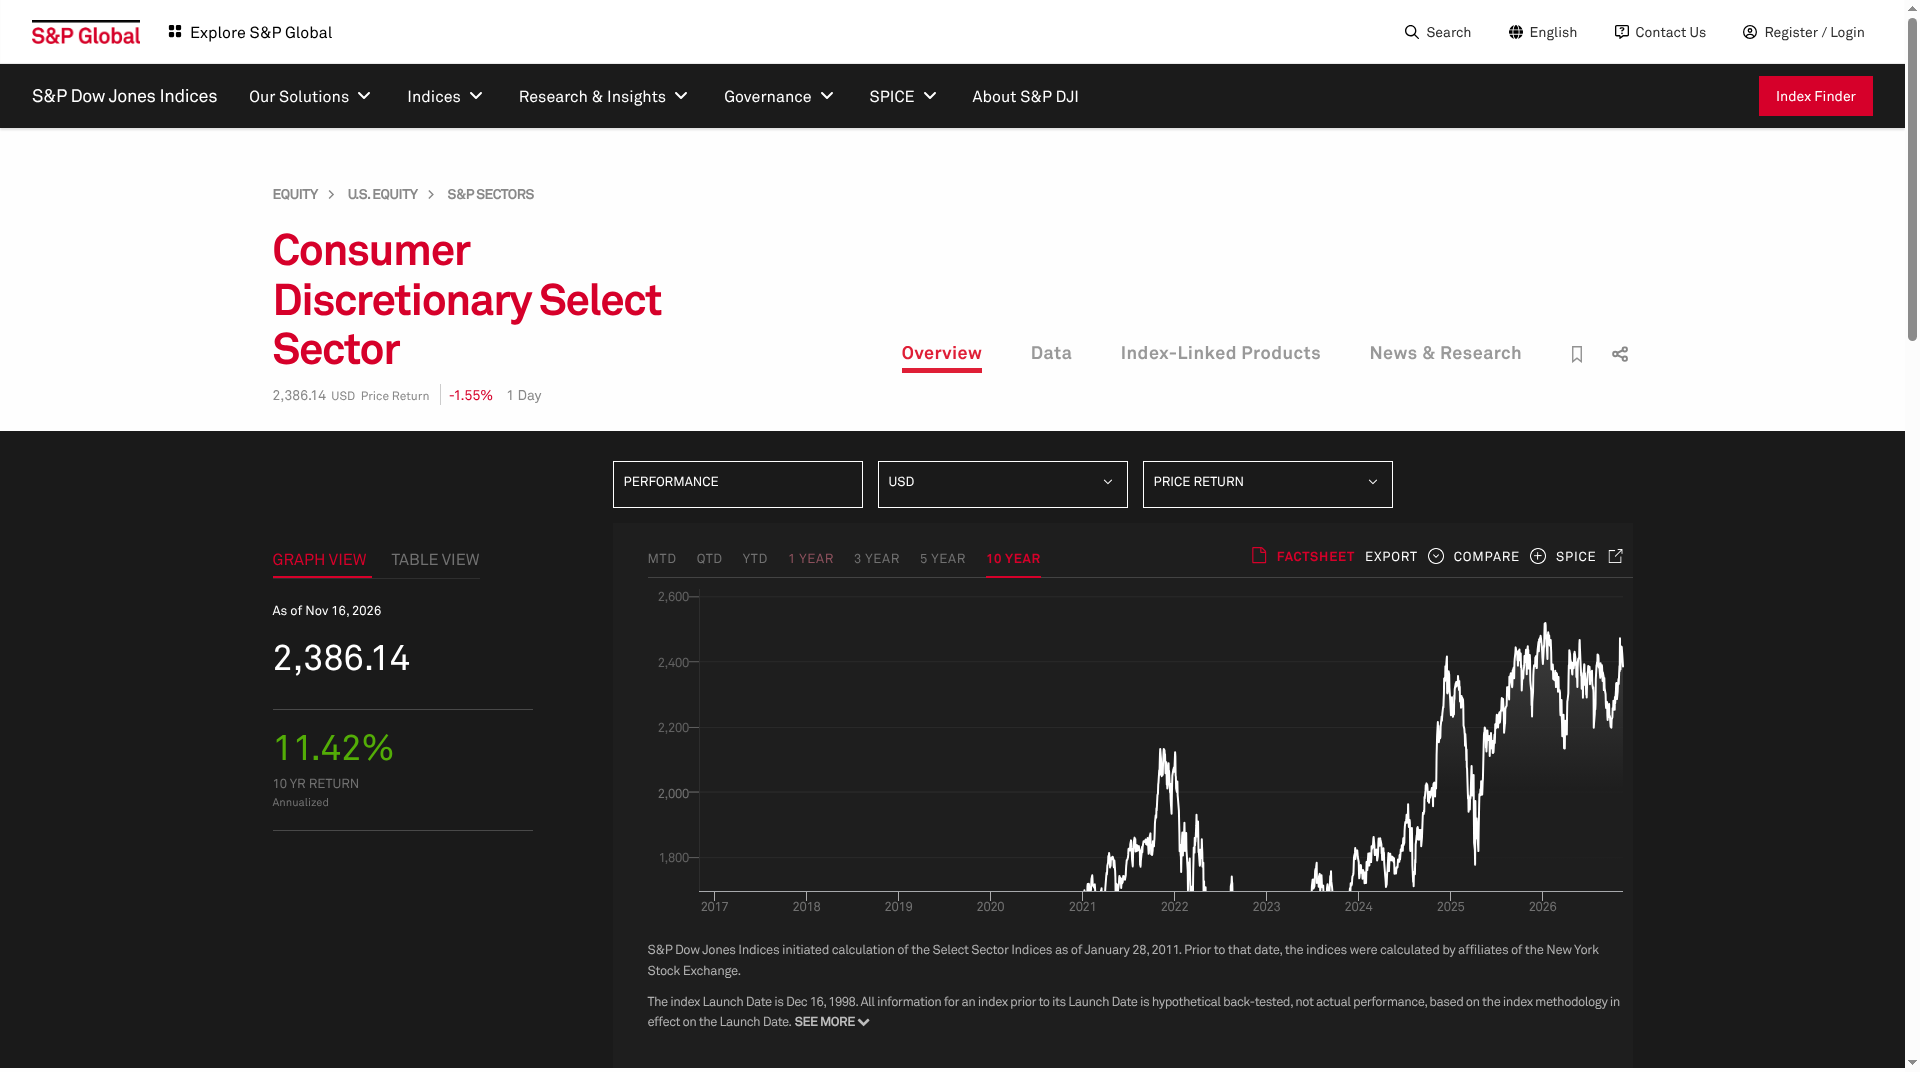 S&P Global
Explore S&P Global
Search
English
Contact Us
Register / Login
S&P Dow Jones Indices
Our Solutions
Indices
Research & Insights
Governance
SPICE
About S&P DJI
Index Finder
EQUITY > U.S. EQUITY > S&P SECTORS
Consumer
Discretionary Select
Sector
2,386.14 USD Price Return -1.55% 1 Day
Overview
Data
Index-Linked Products
News & Research
PERFORMANCE
USD
PRICE RETURN
GRAPH VIEW
TABLE VIEW
As of Nov 16, 2026
2,386.14
11.42%
10 YR RETURN
Annualized
MTD
QTD
YTD
1 YEAR
3 YEAR
5 YEAR
10 YEAR
FACTSHEET
EXPORT
COMPARE
SPICE
2,600
2,400
2,200
2,000
1,800
2017 2018 2019 2020 2021 2022 2023 2024 2025 2026
S&P Dow Jones Indices initiated calculation of the Select Sector Indices as of January 28, 2011. Prior to that date, the indices were calculated by affiliates of the New York
Stock Exchange.
The index Launch Date is Dec 16, 1998. All information for an index prior to its Launch Date is hypothetical back-tested, not actual performance, based on the index methodology in
effect on the Launch Date. SEE MORE